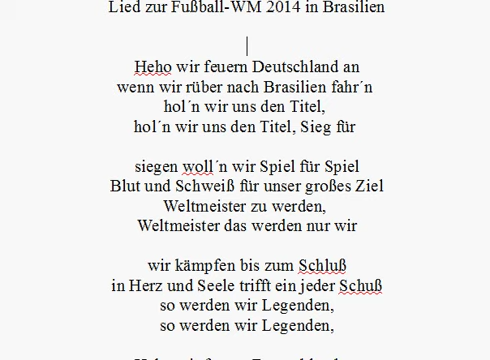 Lied zur Fußball-WM 2014 in Brasilien
Heho wir feuern Deutschland an
wenn wir rüber nach Brasilien fahr´n
hol´n wir uns den Titel,
hol´n wir uns den Titel, Sieg für
siegen woll´n wir Spiel für Spiel
Blut und Schweiß für unser großes Ziel
Weltmeister zu werden,
Weltmeister das werden nur wir
wir kämpfen bis zum Schluß
in Herz und Seele trifft ein jeder Schuß
so werden wir Legenden,
so werden wir Legenden,